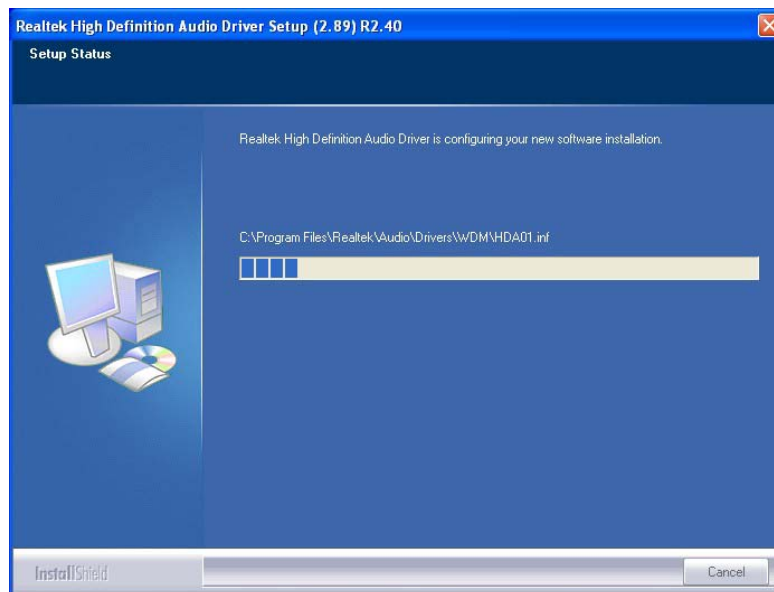 Realtek High Definition Audio Driver Setup (2.89) R2.40
Setup Status
Realtek High Definition Audio Driver is configuring your new software installation.
C:\Program Files\Realtek\Audio\Drivers\WDM\HDA01.inf
InstallShield
Cancel